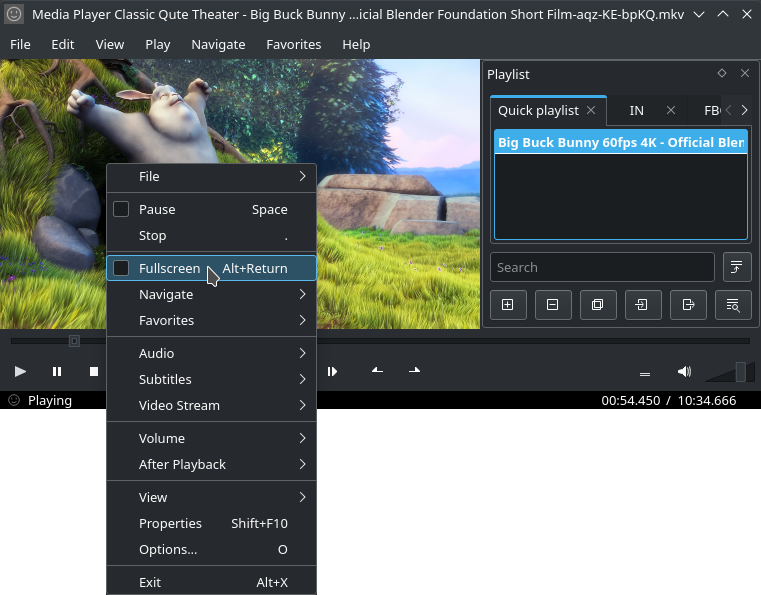 Media Player Classic Qute Theater - Big Buck Bunny ...icial Blender Foundation Short Film-aqz-KE-bpKQ.mkv
File Edit View Play Navigate Favorites Help
Playlist
Quick playlist IN FB
Big Buck Bunny 60fps 4K - Official Blen
Search
File
Pause Space
Stop .
Fullscreen Alt+Return
Navigate
Favorites
Audio
Subtitles
Video Stream
Volume
After Playback
View
Properties Shift+F10
Options... O
Exit Alt+X
Playing 00:54.450 / 10:34.666